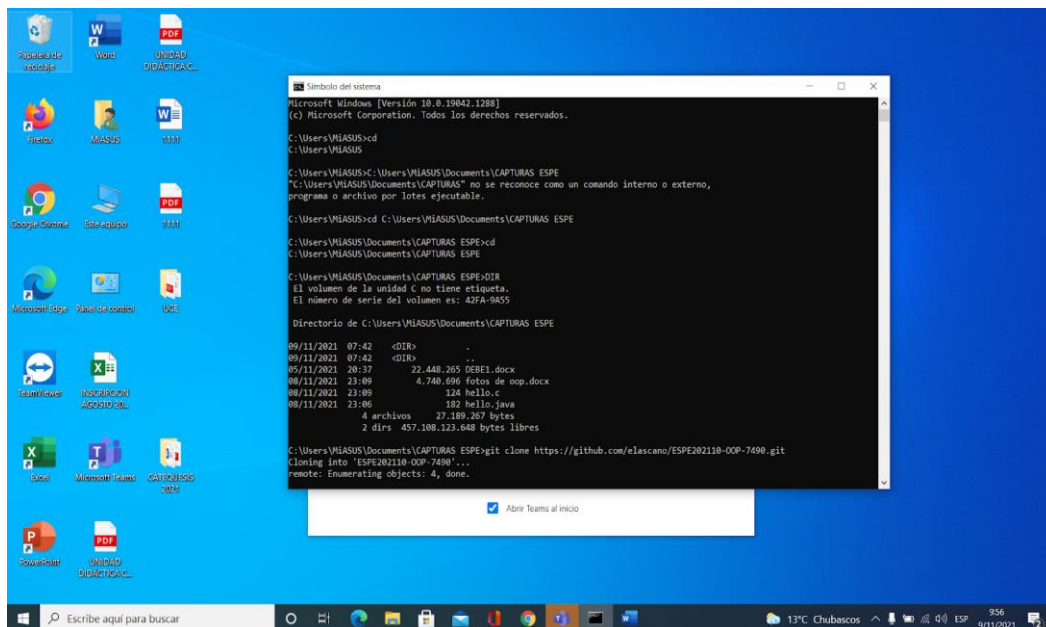 Papelera de
reciclaje
Word
UNIDAD
DIDÁCTICA C...
Firefox
MiASUS
1111
Google Chrome
Este equipo
1111
Microsoft Edge
Panel de control
UCE
TeamViewer
INSCRIPCION
AGOSTO 20...
Excel
Microsoft Teams
CATEQUESIS
2021
PowerPoint
UNIDAD
DIDÁCTICA C...
Símbolo del sistema
Microsoft Windows [Versión 10.0.19042.1288]
(c) Microsoft Corporation. Todos los derechos reservados.
C:\Users\MiASUS>cd
C:\Users\MiASUS
C:\Users\MiASUS>C:\Users\MiASUS\Documents\CAPTURAS ESPE
"C:\Users\MiASUS\Documents\CAPTURAS" no se reconoce como un comando interno o externo,
programa o archivo por lotes ejecutable.
C:\Users\MiASUS>cd C:\Users\MiASUS\Documents\CAPTURAS ESPE
C:\Users\MiASUS\Documents\CAPTURAS ESPE>cd
C:\Users\MiASUS\Documents\CAPTURAS ESPE
C:\Users\MiASUS\Documents\CAPTURAS ESPE>DIR
El volumen de la unidad C no tiene etiqueta.
El número de serie del volumen es: 42FA-9A55
Directorio de C:\Users\MiASUS\Documents\CAPTURAS ESPE
09/11/2021 07:42 <DIR> .
09/11/2021 07:42 <DIR> ..
05/11/2021 20:37 22.448.265 DEBE1.docx
08/11/2021 23:09 4.740.696 fotos de oop.docx
08/11/2021 23:09 124 hello.c
08/11/2021 23:06 182 hello.java
4 archivos 27.189.267 bytes
2 dirs 457.108.123.648 bytes libres
C:\Users\MiASUS\Documents\CAPTURAS ESPE>git clone https://github.com/elascano/ESPE202110-OOP-7490.git
Cloning into 'ESPE202110-OOP-7490'...
remote: Enumerating objects: 4, done.
Abrir Teams al inicio
Escribe aquí para buscar
13°C Chubascos
ESP
9:56
9/11/2021